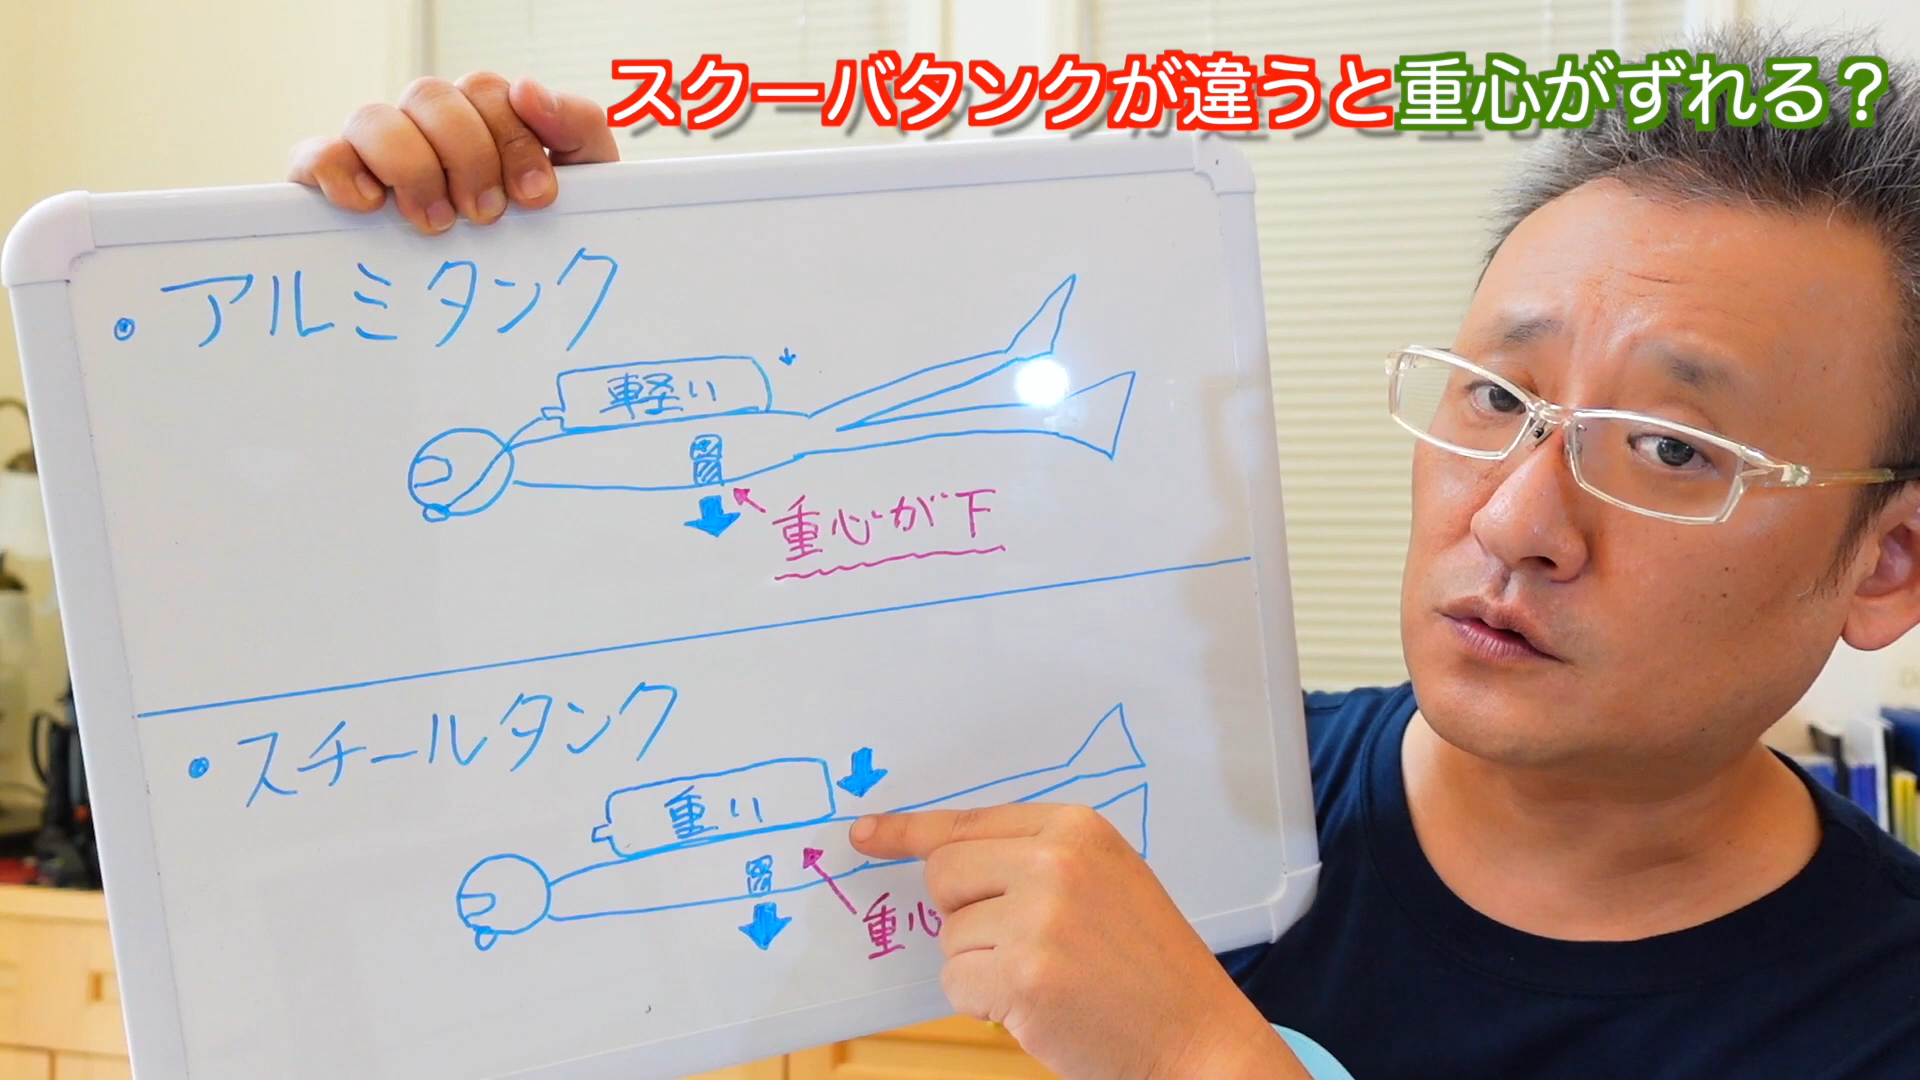 スクーバタンクが違うと重心がずれる？
・アルミタンク
軽い
重心が下
・スチールタンク
重い
重心